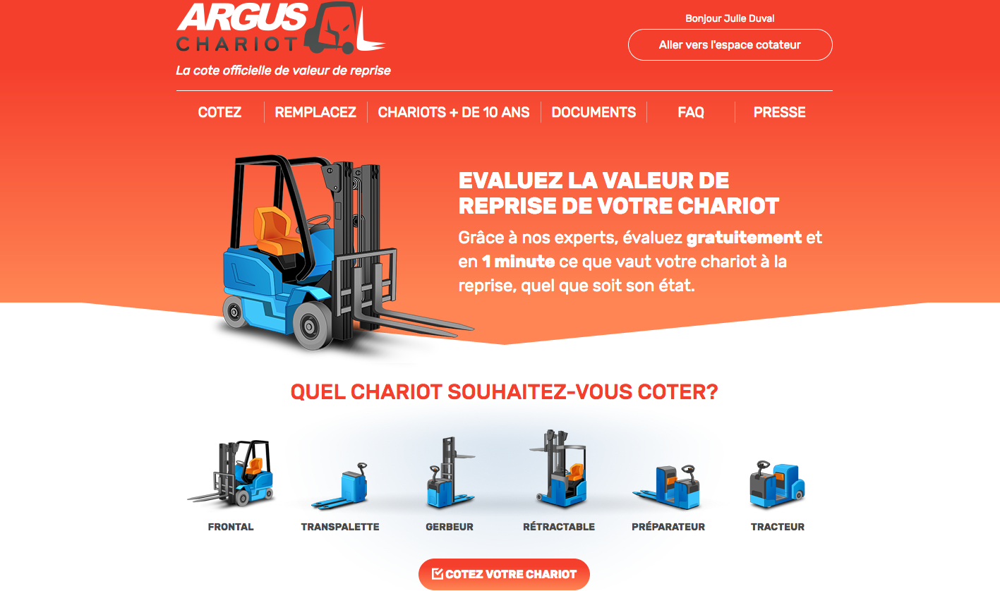 ARGUS
CHARIOT
La cote officielle de valeur de reprise
Bonjour Julie Duval
Aller vers l'espace cotateur
COTEZ
REMPLACEZ
CHARIOTS + DE 10 ANS
DOCUMENTS
FAQ
PRESSE
EVALUEZ LA VALEUR DE
REPRISE DE VOTRE CHARIOT
Grâce à nos experts, évaluez gratuitement et
en 1 minute ce que vaut votre chariot à la
reprise, quel que soit son état.
QUEL CHARIOT SOUHAITEZ-VOUS COTER?
FRONTAL
TRANSPALETTE
GERBEUR
RÉTRACTABLE
PRÉPARATEUR
TRACTEUR
COTEZ VOTRE CHARIOT